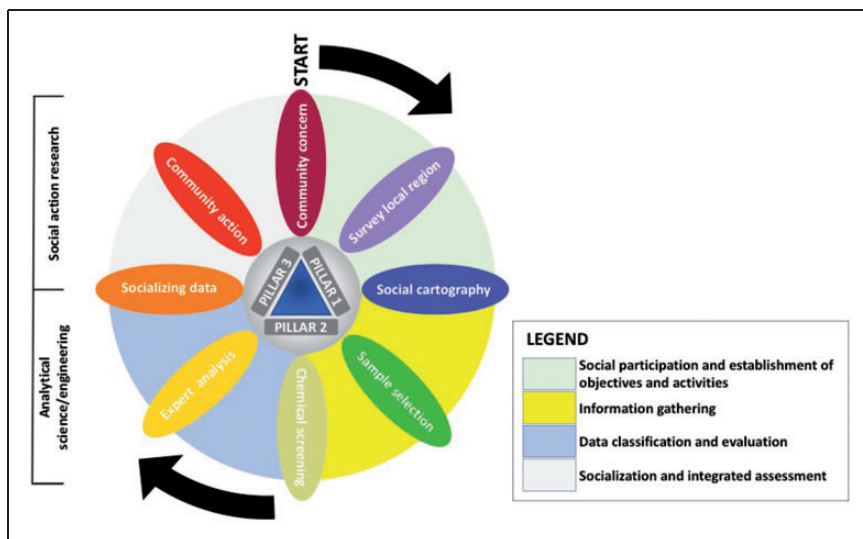 START
Community concern
Survey local region
Social cartography
Sample selection
Chemical screening
Expert analysis
Socializing data
Community action
PILLAR 1
PILLAR 2
PILLAR 3
Social action research
Analytical
science/engineering
LEGEND
Social participation and establishment of
objectives and activities
Information gathering
Data classification and evaluation
Socialization and integrated assessment